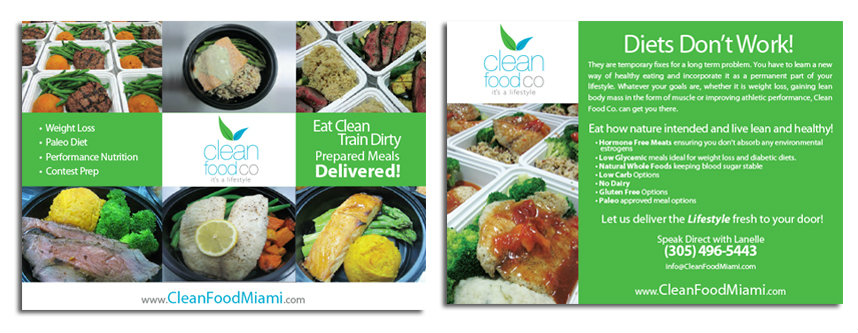 • Weight Loss
• Paleo Diet
• Performance Nutrition
• Contest Prep
clean
food co
it's a lifestyle
Eat Clean
Train Dirty
Prepared Meals
Delivered!
www.CleanFoodMiami.com
clean
food co
it's a lifestyle
Diets Don't Work!
They are temporary fixes for a long term problem. You have to learn a new
way of healthy eating and incorporate it as a permanent part of your
lifestyle. Whatever your goals are, whether it is weight loss, gaining lean
body mass in the form of muscle or improving athletic performance, Clean
Food Co. can get you there.
Eat how nature intended and live lean and healthy!
• Hormone Free Meats ensuring you don't absorb any environmental
estrogens
• Low Glycemic meals ideal for weight loss and diabetic diets.
• Natural Whole Foods keeping blood sugar stable
• Low Carb Options
• No Dairy
• Gluten Free Options
• Paleo approved meal options
Let us deliver the Lifestyle fresh to your door!
Speak Direct with Lanelle
(305) 496-5443
info@CleanFoodMiami.com
www.CleanFoodMiami.com